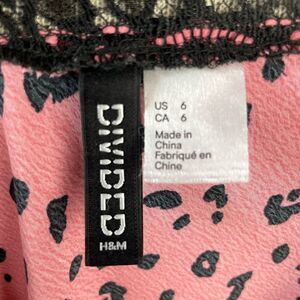 DIVIDED
H&M
US 6
CA 6
Made in
China
Fabriqué en
Chine